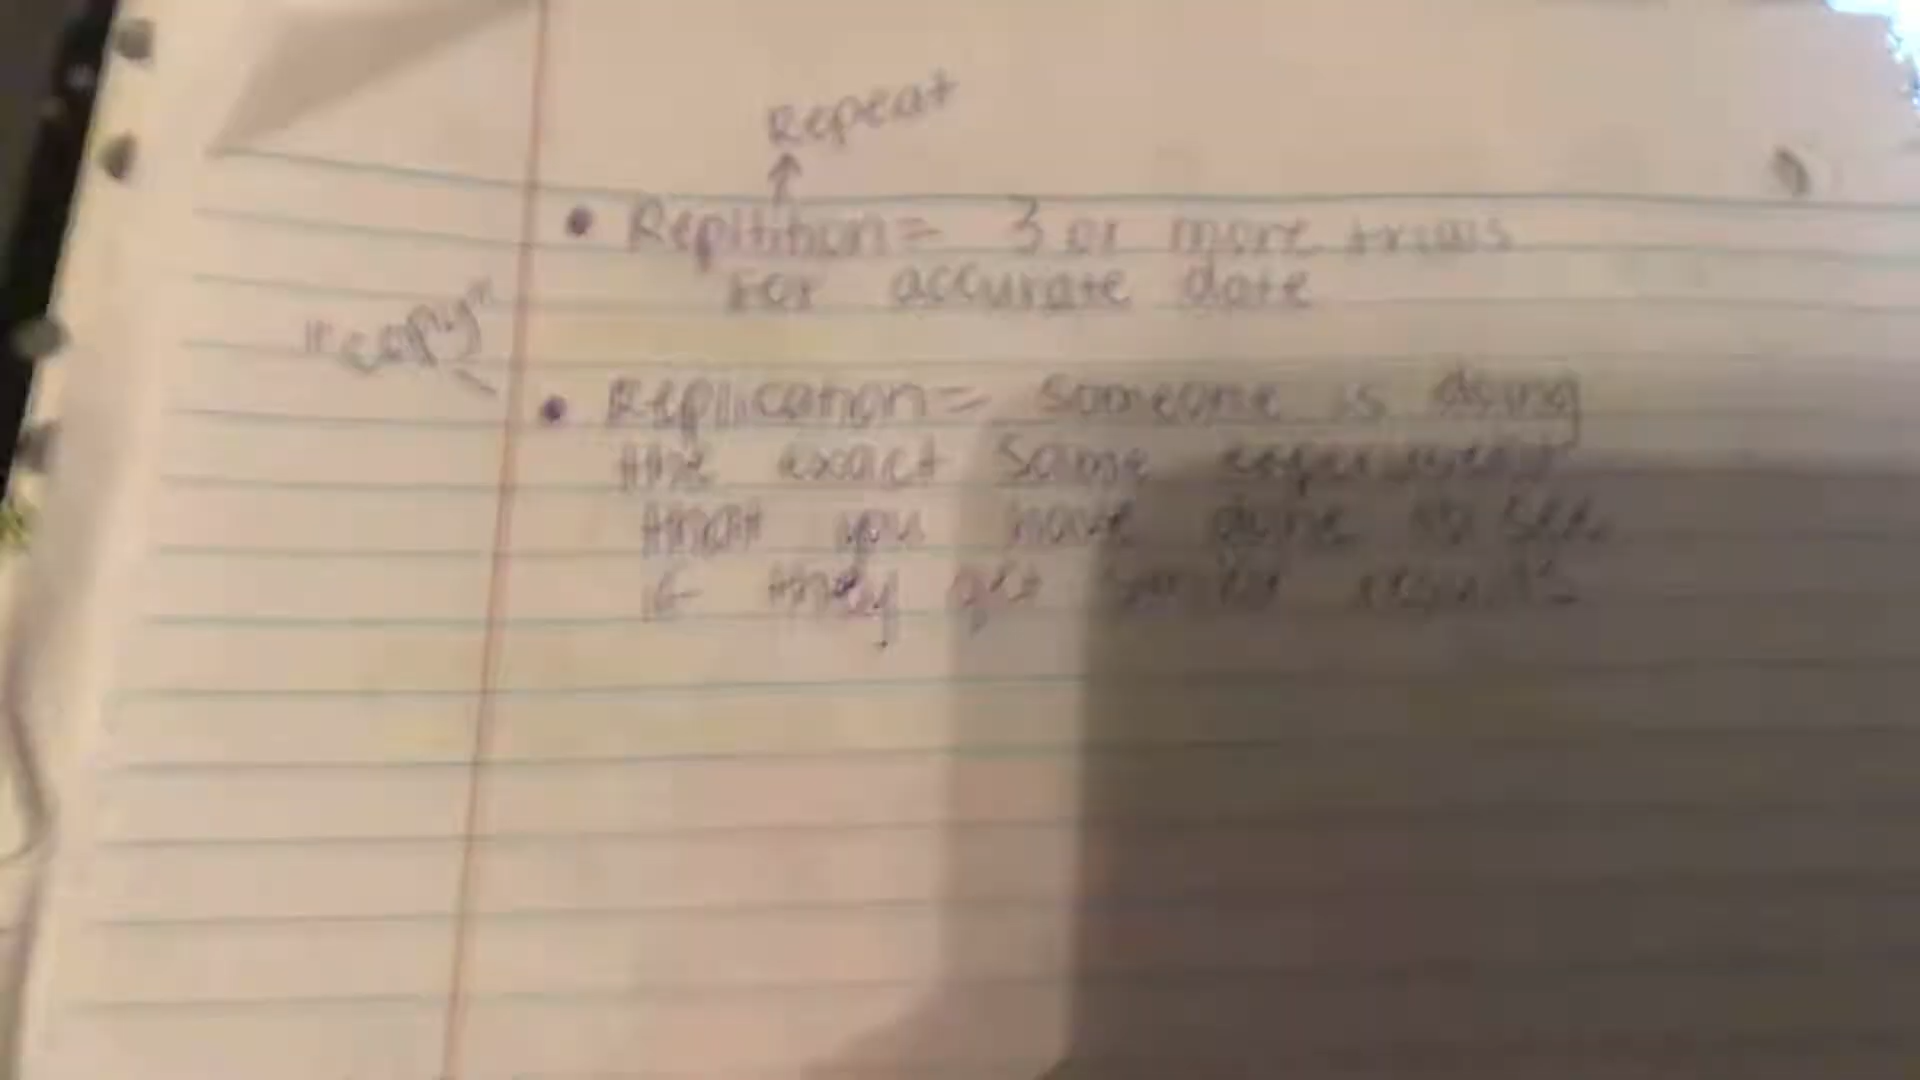 Repeat
• Repitition = 3 or more trials
For accurate date
"copy"
• Replication = someone is doing
the exact same experiment
that you have done to see
if they get similar results